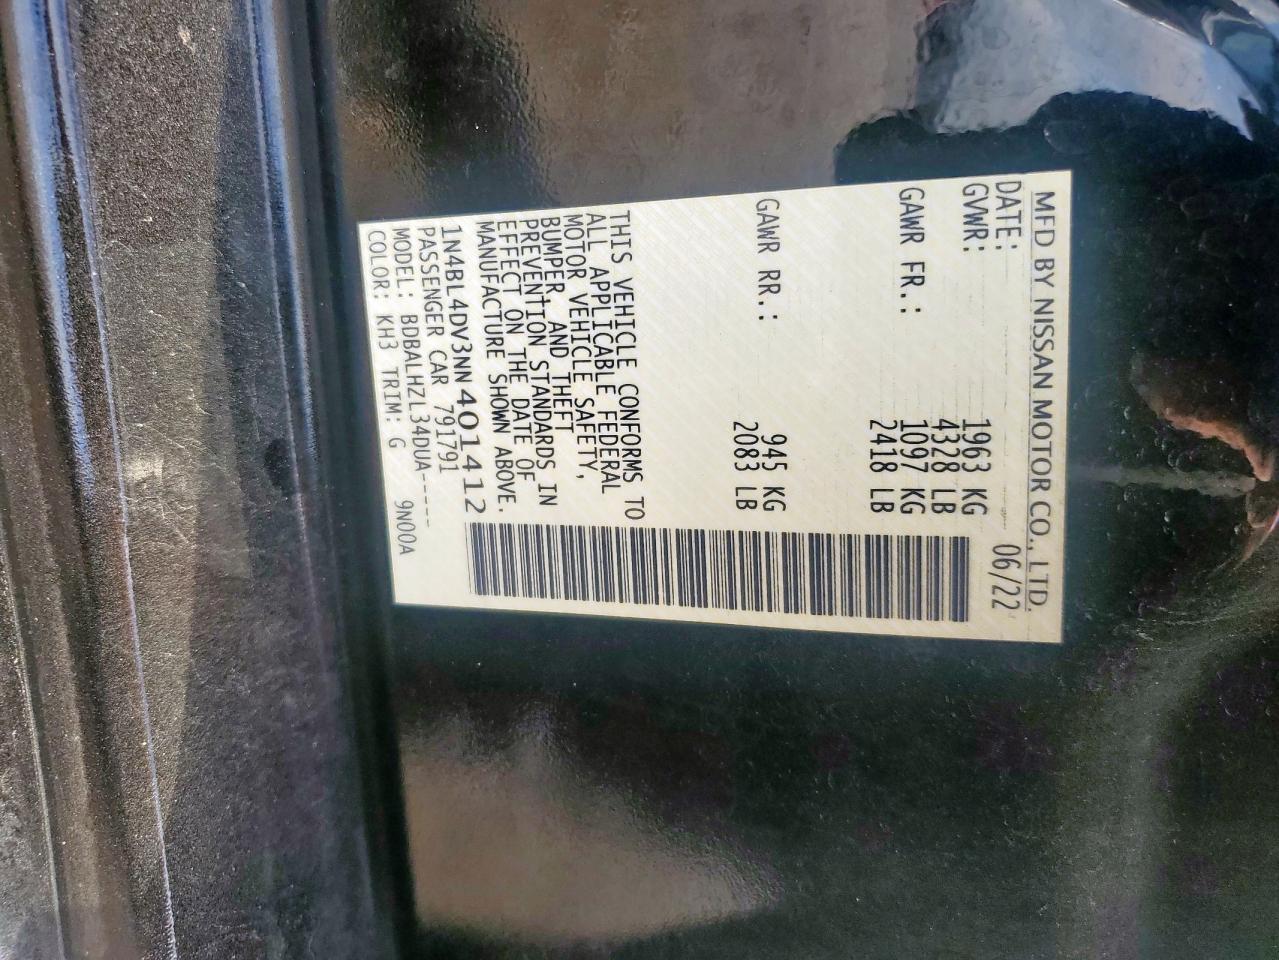 MFD BY NISSAN MOTOR CO., LTD.
DATE: 06/22
GVWR: 1963 KG
4328 LB
GAWR FR.: 1097 KG
2418 LB
GAWR RR.: 945 KG
2083 LB
THIS VEHICLE CONFORMS TO
ALL APPLICABLE FEDERAL
MOTOR VEHICLE SAFETY,
BUMPER, AND THEFT
PREVENTION STANDARDS IN
EFFECT ON THE DATE OF
MANUFACTURE SHOWN ABOVE.
1N4BL4DV3NN401412
PASSENGER CAR 791791
MODEL: BDBALHZL34DUA-----
COLOR: KH3 TRIM: G 9N00A